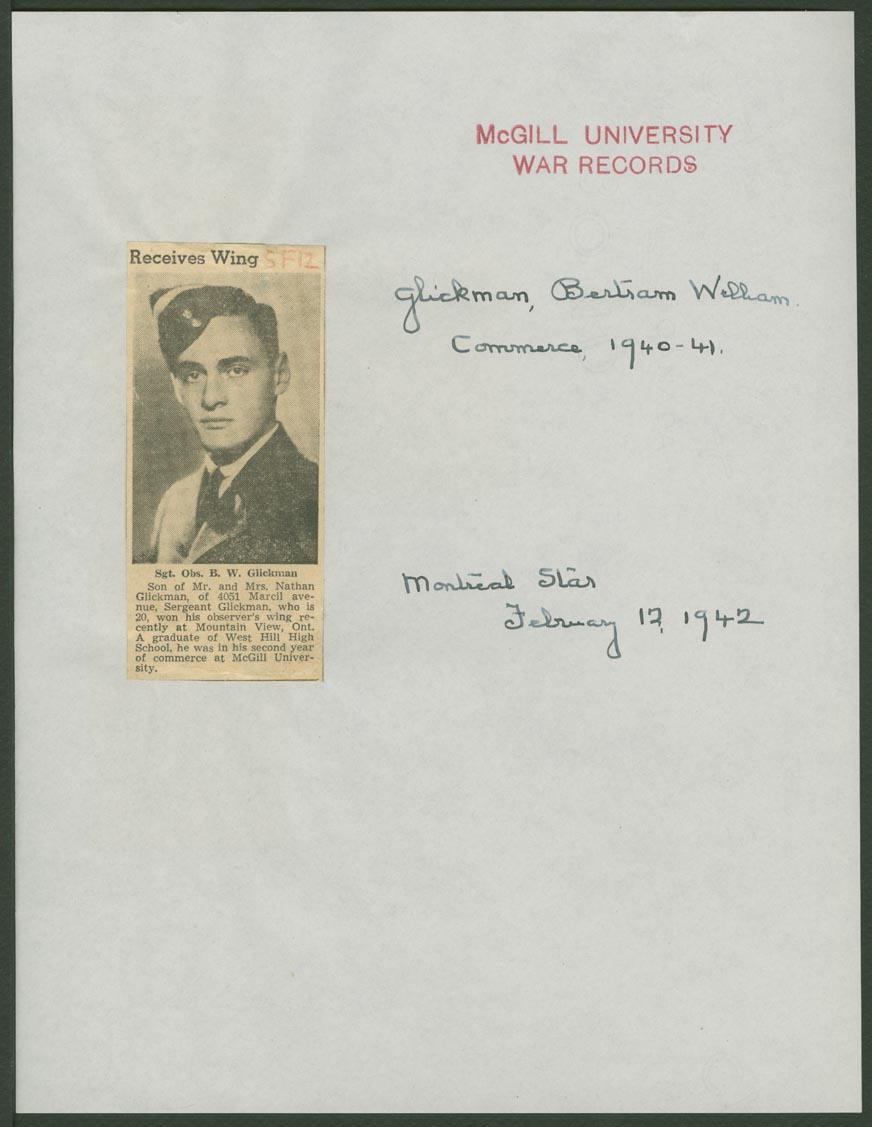 McGILL UNIVERSITY
WAR RECORDS
Receives Wing SF12
Glickman, Bertram William.
Commerce, 1940-41.
Sgt. Obs. B. W. Glickman
Son of Mr. and Mrs. Nathan
Glickman, of 4051 Marcil ave-
nue, Sergeant Glickman, who is
20, won his observer's wing re-
cently at Mountain View, Ont.
A graduate of West Hill High
School, he was in his second year
of commerce at McGill Univer-
sity.
Montreal Star
February 12, 1942